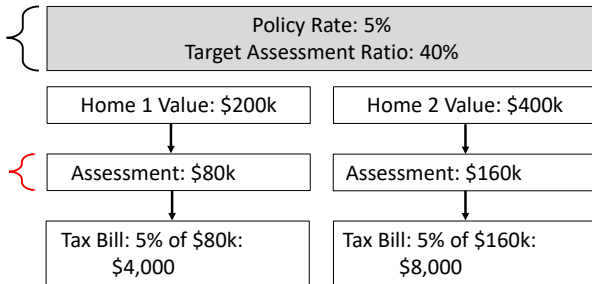 Policy Rate: 5%
Target Assessment Ratio: 40%
Home 1 Value: $200k
Home 2 Value: $400k
Assessment: $80k
Assessment: $160k
Tax Bill: 5% of $80k:
$4,000
Tax Bill: 5% of $160k:
$8,000